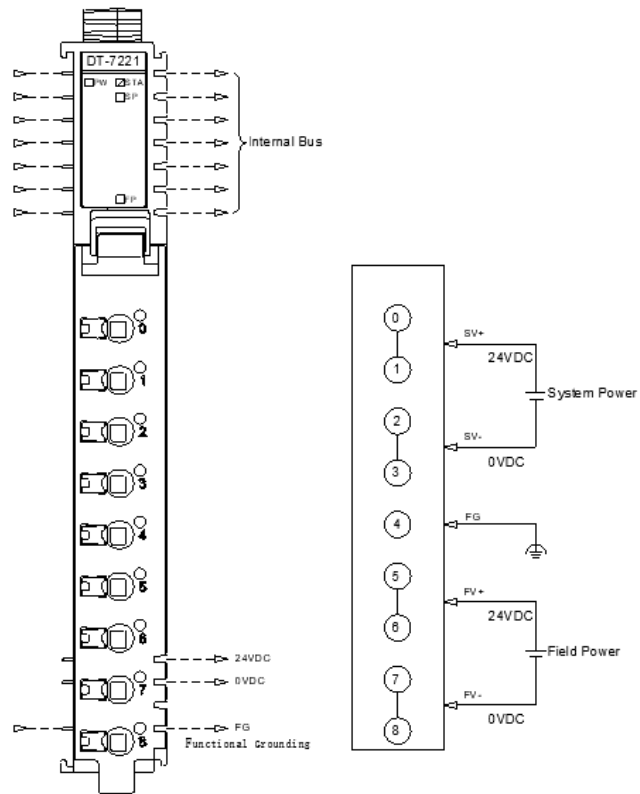 DT-7221
PW STA
SP
Internal Bus
FP
0
1
2
3
4
5
6
7
8
24VDC
0VDC
FG
Functional Grounding
0
1
2
3
4
5
6
7
8
SV+
24VDC
System Power
SV-
0VDC
FG
FV+
24VDC
Field Power
FV-
0VDC